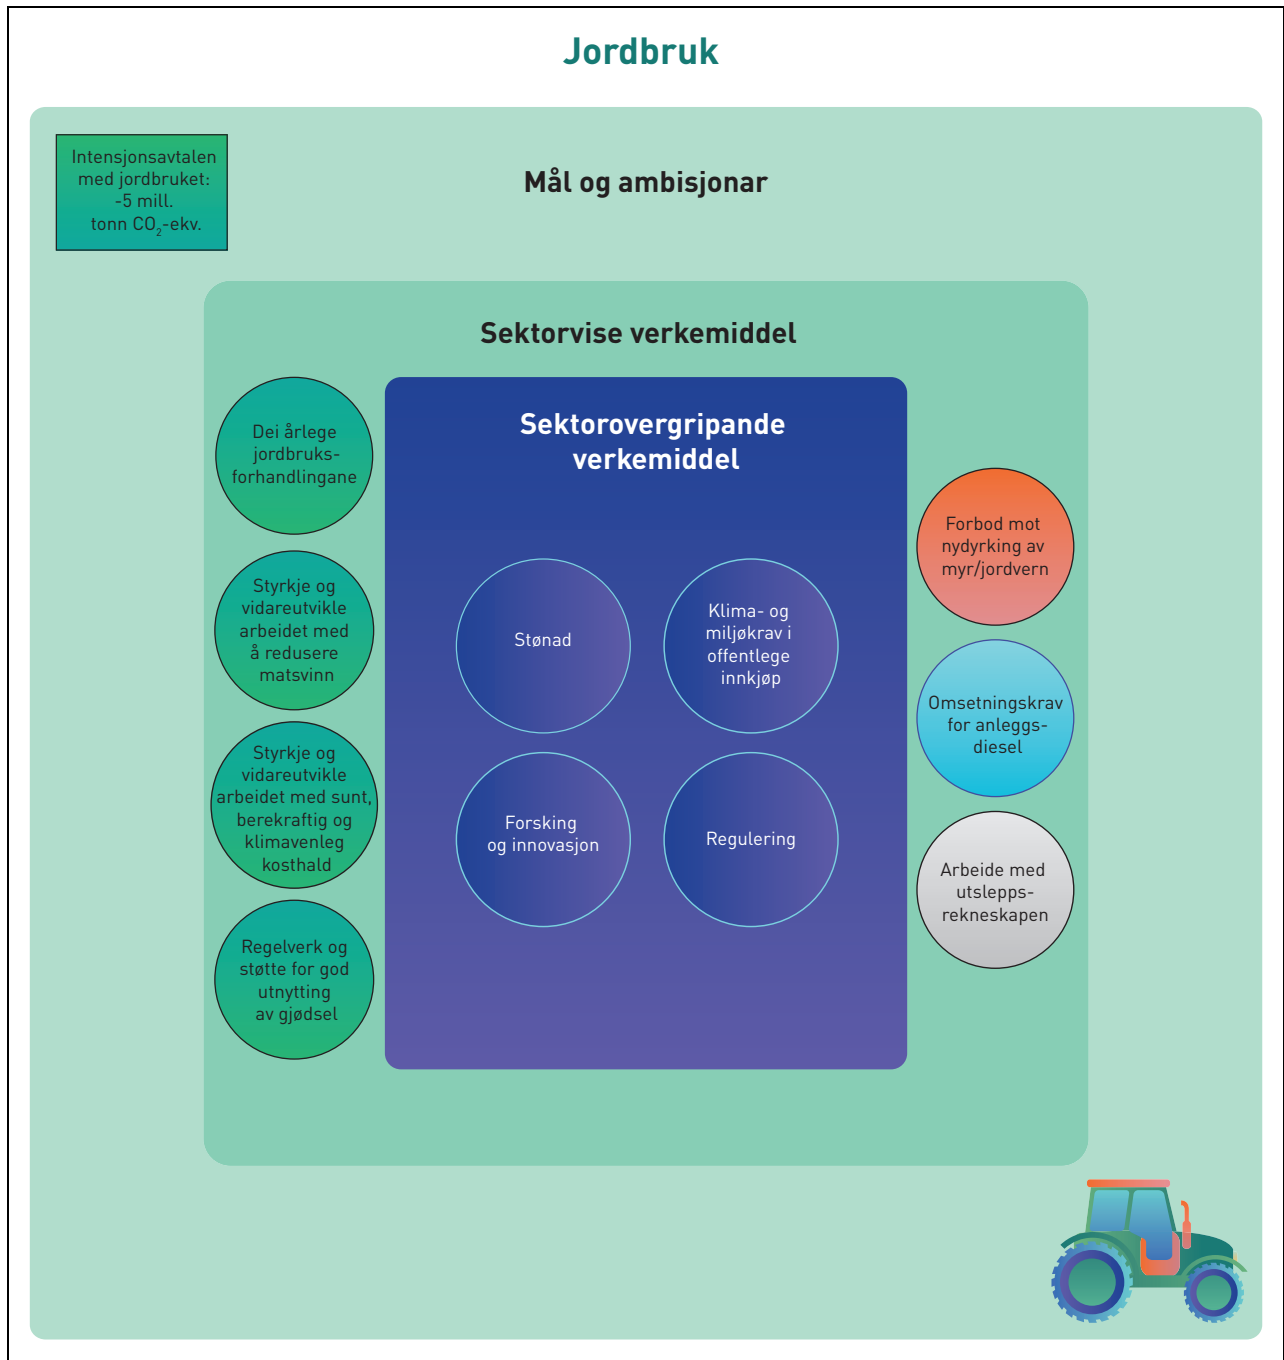 Jordbruk
Intensjonsavtalen
med jordbruket:
-5 mill.
tonn CO₂-ekv.
Mål og ambisjonar
Sektorvise verkemiddel
Dei årlege
jordbruks-
forhandlingane
Styrkje og
vidareutvikle
arbeidet med
å redusere
matsvinn
Styrkje og
vidareutvikle
arbeidet med sunt,
berekraftig og
klimavenleg
kosthald
Regelverk og
støtte for god
utnytting
av gjødsel
Sektorovergripande
verkemiddel
Stønad
Klima- og
miljøkrav i
offentlege
innkjøp
Forsking
og innovasjon
Regulering
Forbod mot
nydyrking av
myr/jordvern
Omsetningskrav
for anleggs-
diesel
Arbeide med
utslepps-
rekneskapen